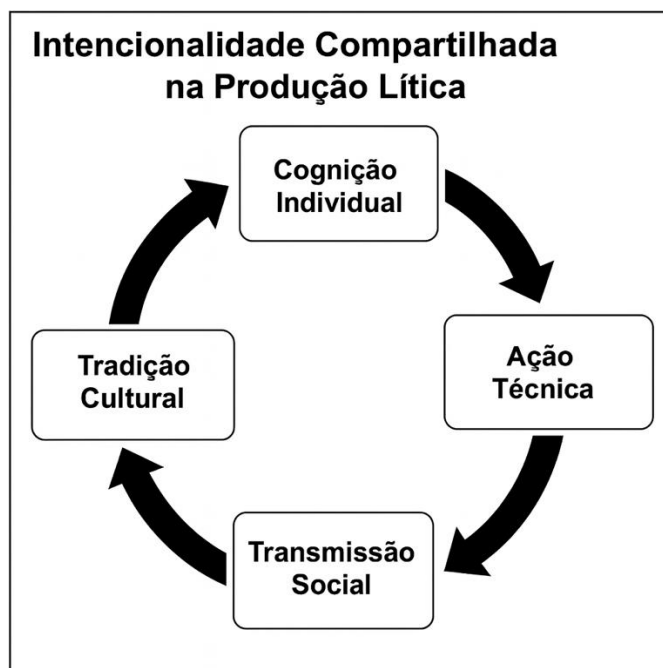 Intencionalidade Compartilhada
na Produção Lítica
Cognição
Individual
Ação
Técnica
Transmissão
Social
Tradição
Cultural